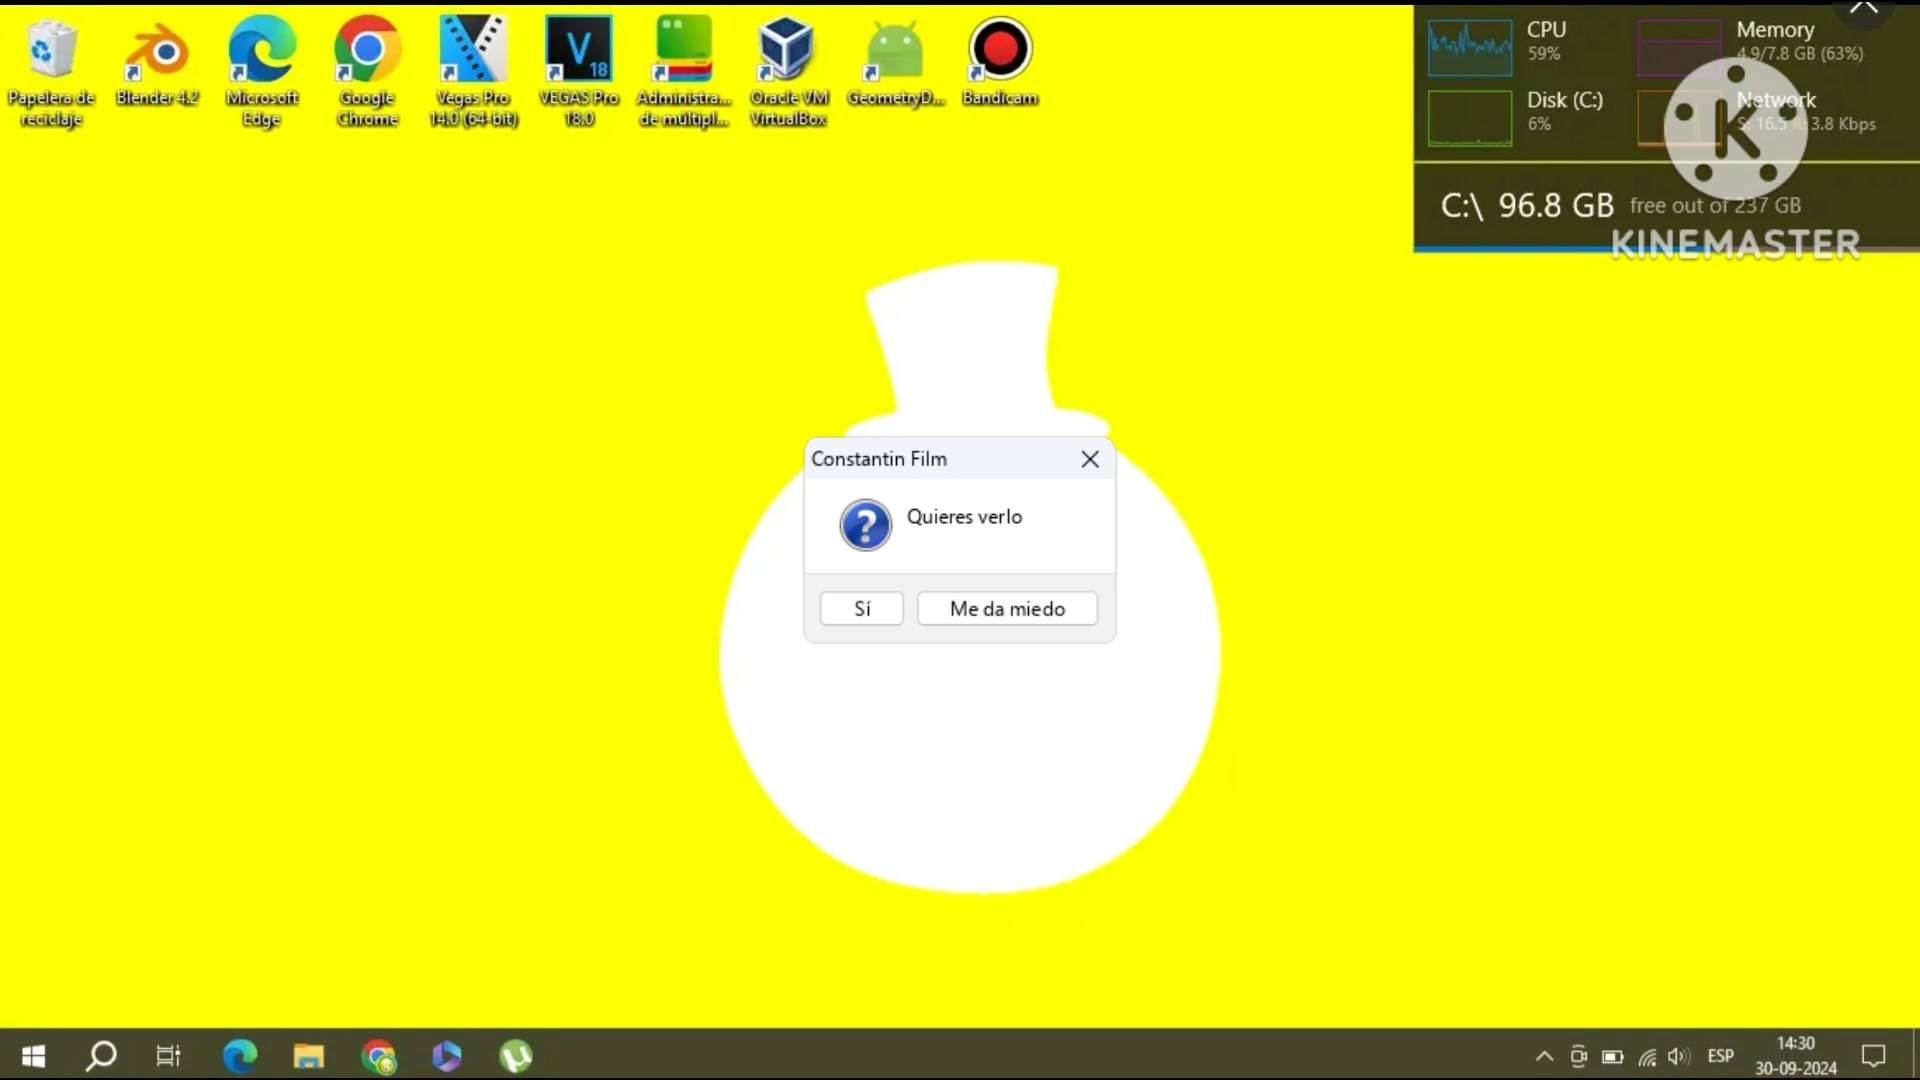 Papelera de
reciclaje
Blender 4.2
Microsoft
Edge
Google
Chrome
Vegas Pro
14.0 (64-bit)
VEGAS Pro
18.0
Administra...
de múltipl...
Oracle VM
VirtualBox
GeometryD...
Bandicam
V
18
CPU
59%
Memory
4.9/7.8 GB (63%)
Disk (C:)
6%
Network
S: 16.5 R: 3.8 Kbps
C:\ 96.8 GB free out of 237 GB
K
KINEMASTER
Constantin Film
?
Quieres verlo
Sí
Me da miedo
ESP
14:30
30-09-2024